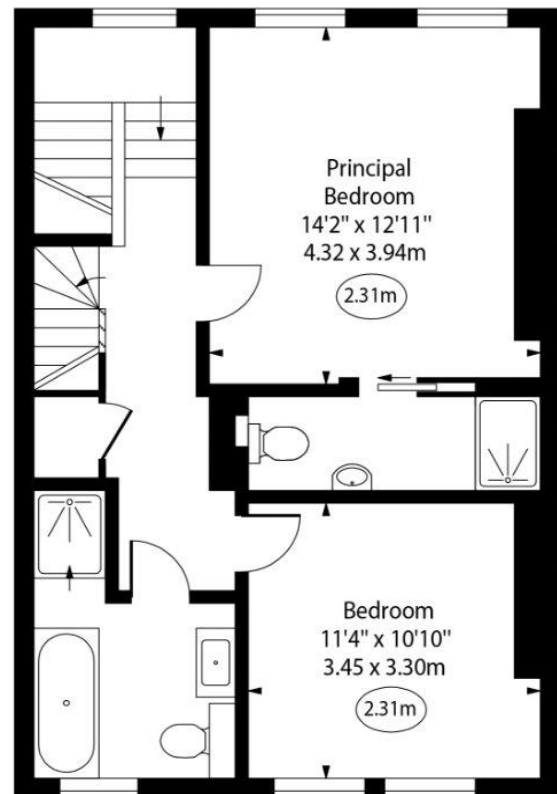 Principal
Bedroom
14'2" x 12'11"
4.32 x 3.94m
2.31m
Bedroom
11'4" x 10'10"
3.45 x 3.30m
2.31m